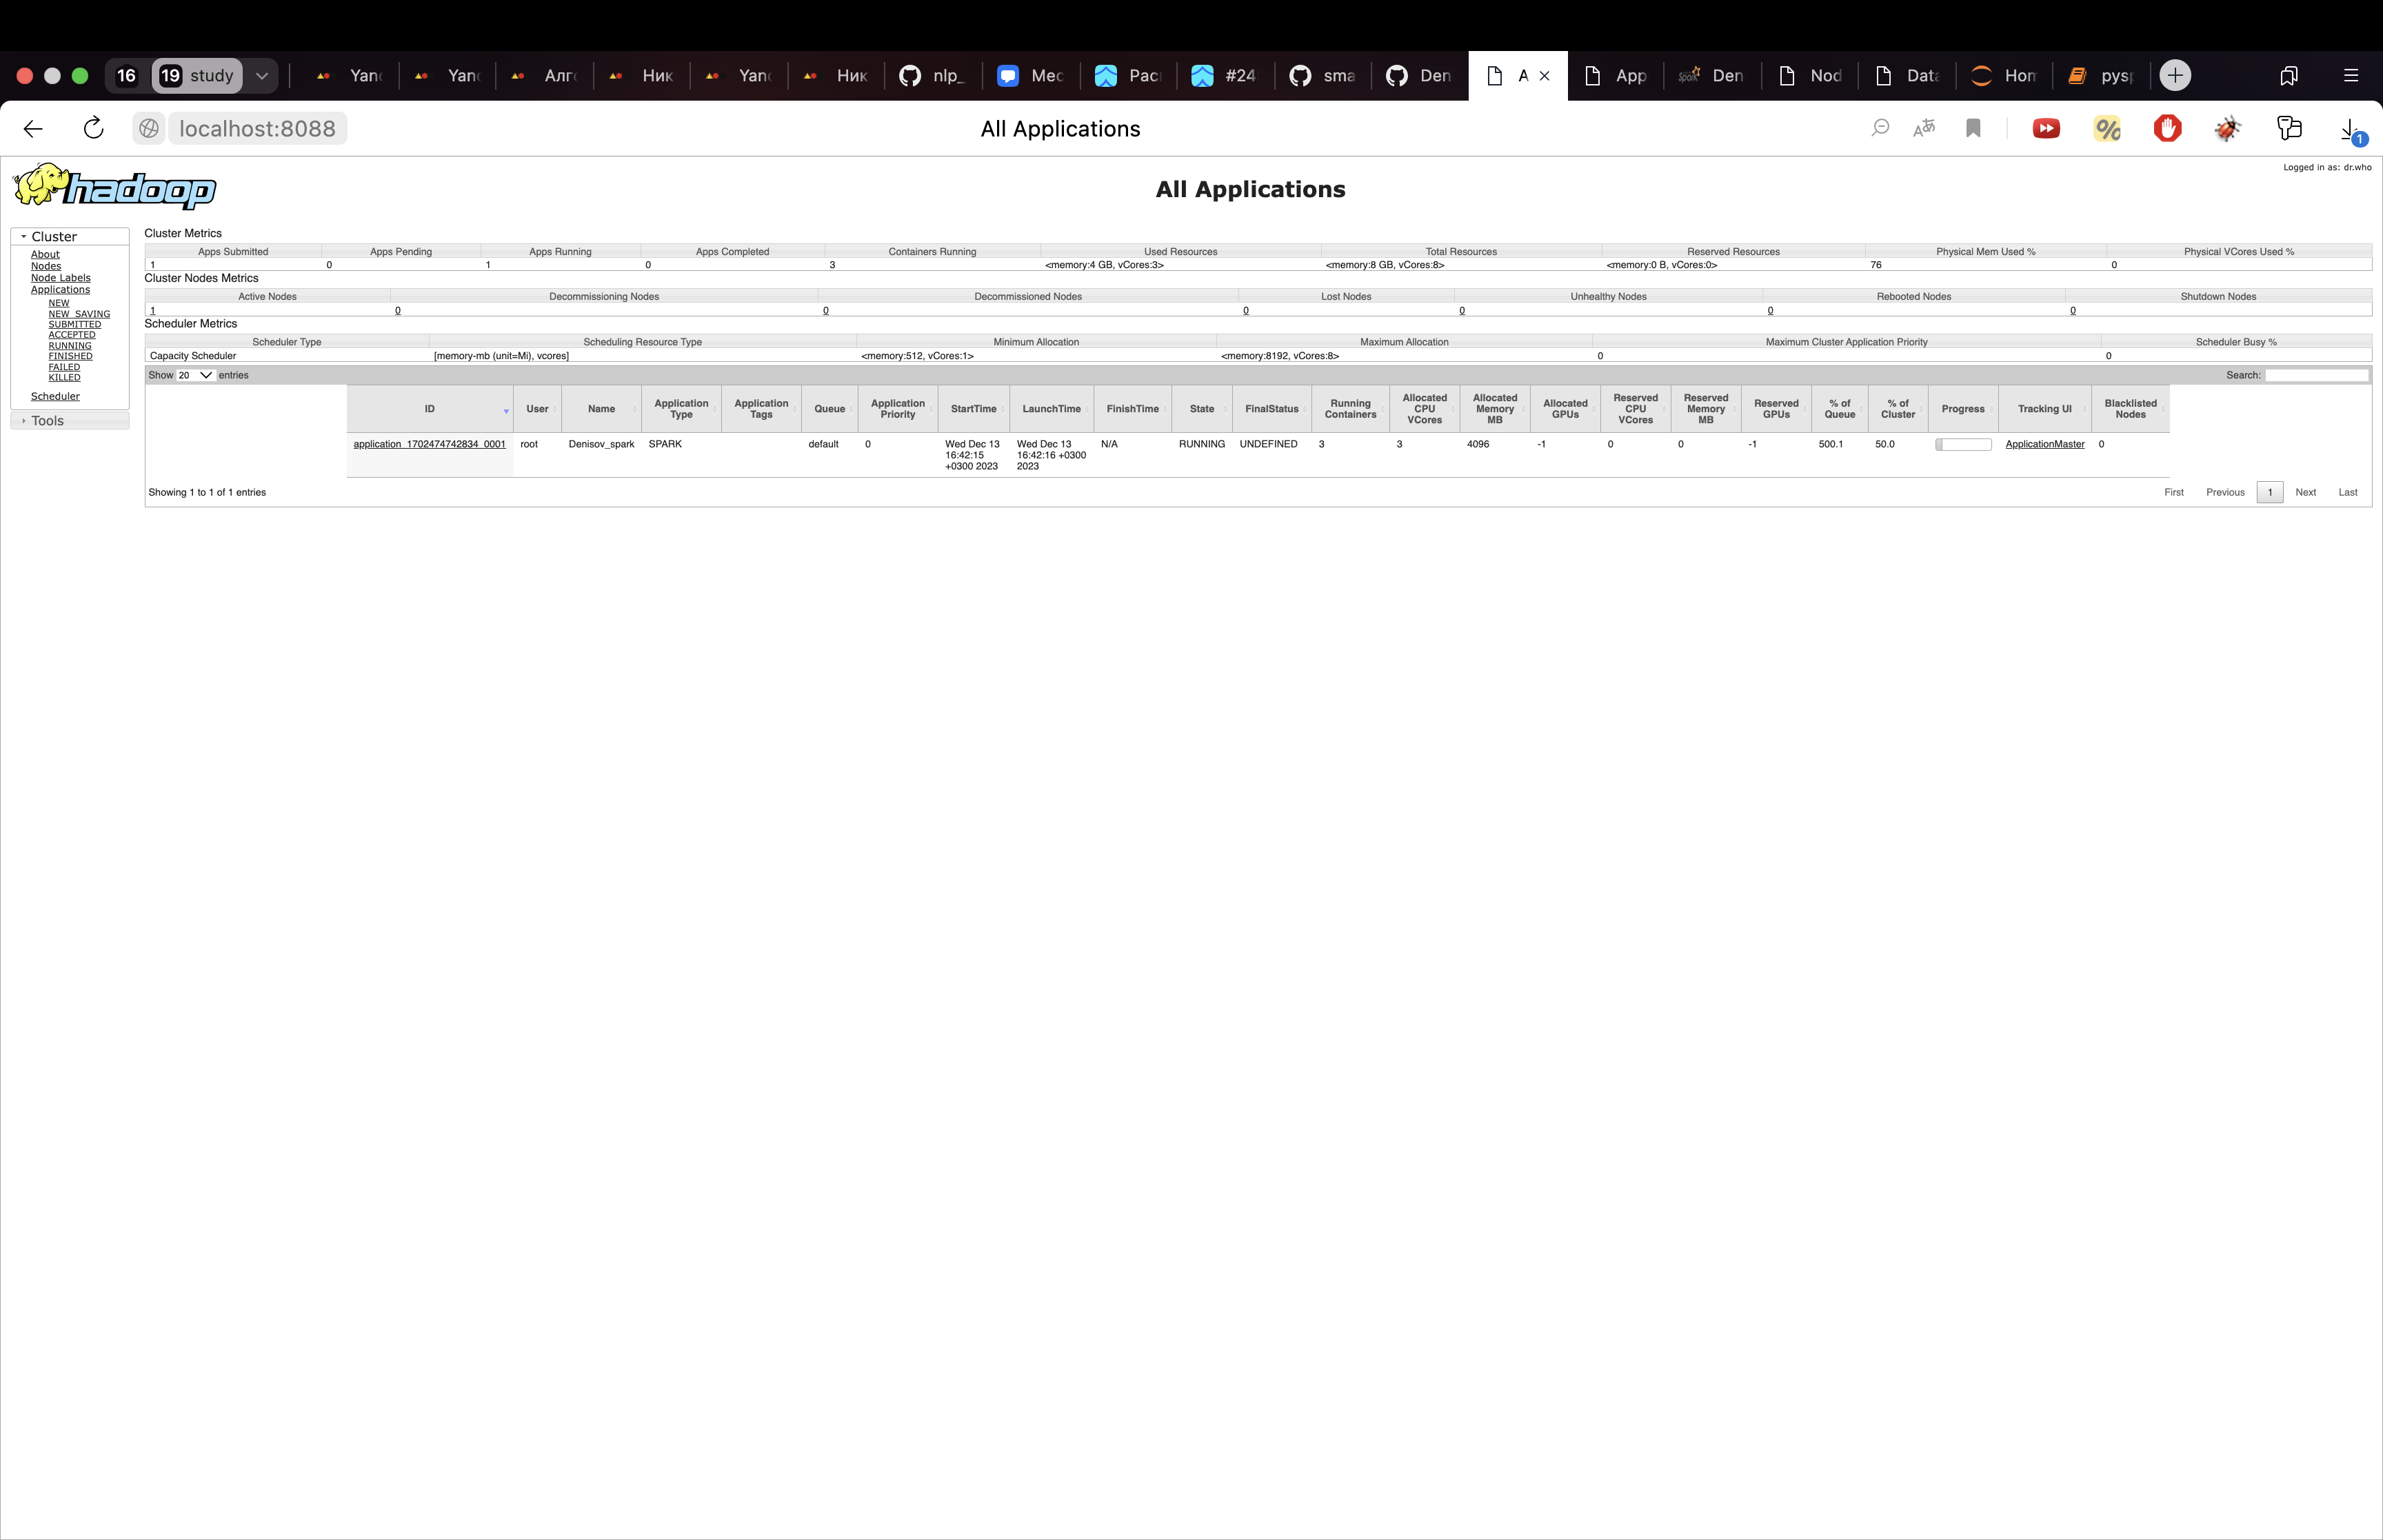 16 19 study Yan Yan Алг Ник Yan Ник nlp_ Мес Рас #24 sma Den A App Den Nod Data Hom pysp
localhost:8088 All Applications 1
hadoop
All Applications
Logged in as: dr.who
Cluster
About
Nodes
Node Labels
Applications
NEW
NEW_SAVING
SUBMITTED
ACCEPTED
RUNNING
FINISHED
FAILED
KILLED
Scheduler
Tools
Cluster Metrics
Apps Submitted Apps Pending Apps Running Apps Completed Containers Running Used Resources Total Resources Reserved Resources Physical Mem Used % Physical VCores Used %
1 0 1 0 3 <memory:4 GB, vCores:3> <memory:8 GB, vCores:8> <memory:0 B, vCores:0> 76 0
Cluster Nodes Metrics
Active Nodes Decommissioning Nodes Decommissioned Nodes Lost Nodes Unhealthy Nodes Rebooted Nodes Shutdown Nodes
1 0 0 0 0 0 0
Scheduler Metrics
Scheduler Type Scheduling Resource Type Minimum Allocation Maximum Allocation Maximum Cluster Application Priority Scheduler Busy %
Capacity Scheduler [memory-mb (unit=Mi), vcores] <memory:512, vCores:1> <memory:8192, vCores:8> 0 0
Show 20 entries Search:
ID User Name Application Type Application Tags Queue Application Priority StartTime LaunchTime FinishTime State FinalStatus Running Containers Allocated CPU VCores Allocated Memory MB Allocated GPUs Reserved CPU VCores Reserved Memory MB Reserved GPUs % of Queue % of Cluster Progress Tracking UI Blacklisted Nodes
application_1702474742834_0001 root Denisov_spark SPARK default 0 Wed Dec 13 16:42:15 +0300 2023 Wed Dec 13 16:42:16 +0300 2023 N/A RUNNING UNDEFINED 3 3 4096 -1 0 0 -1 500.1 50.0 ApplicationMaster 0
Showing 1 to 1 of 1 entries First Previous 1 Next Last